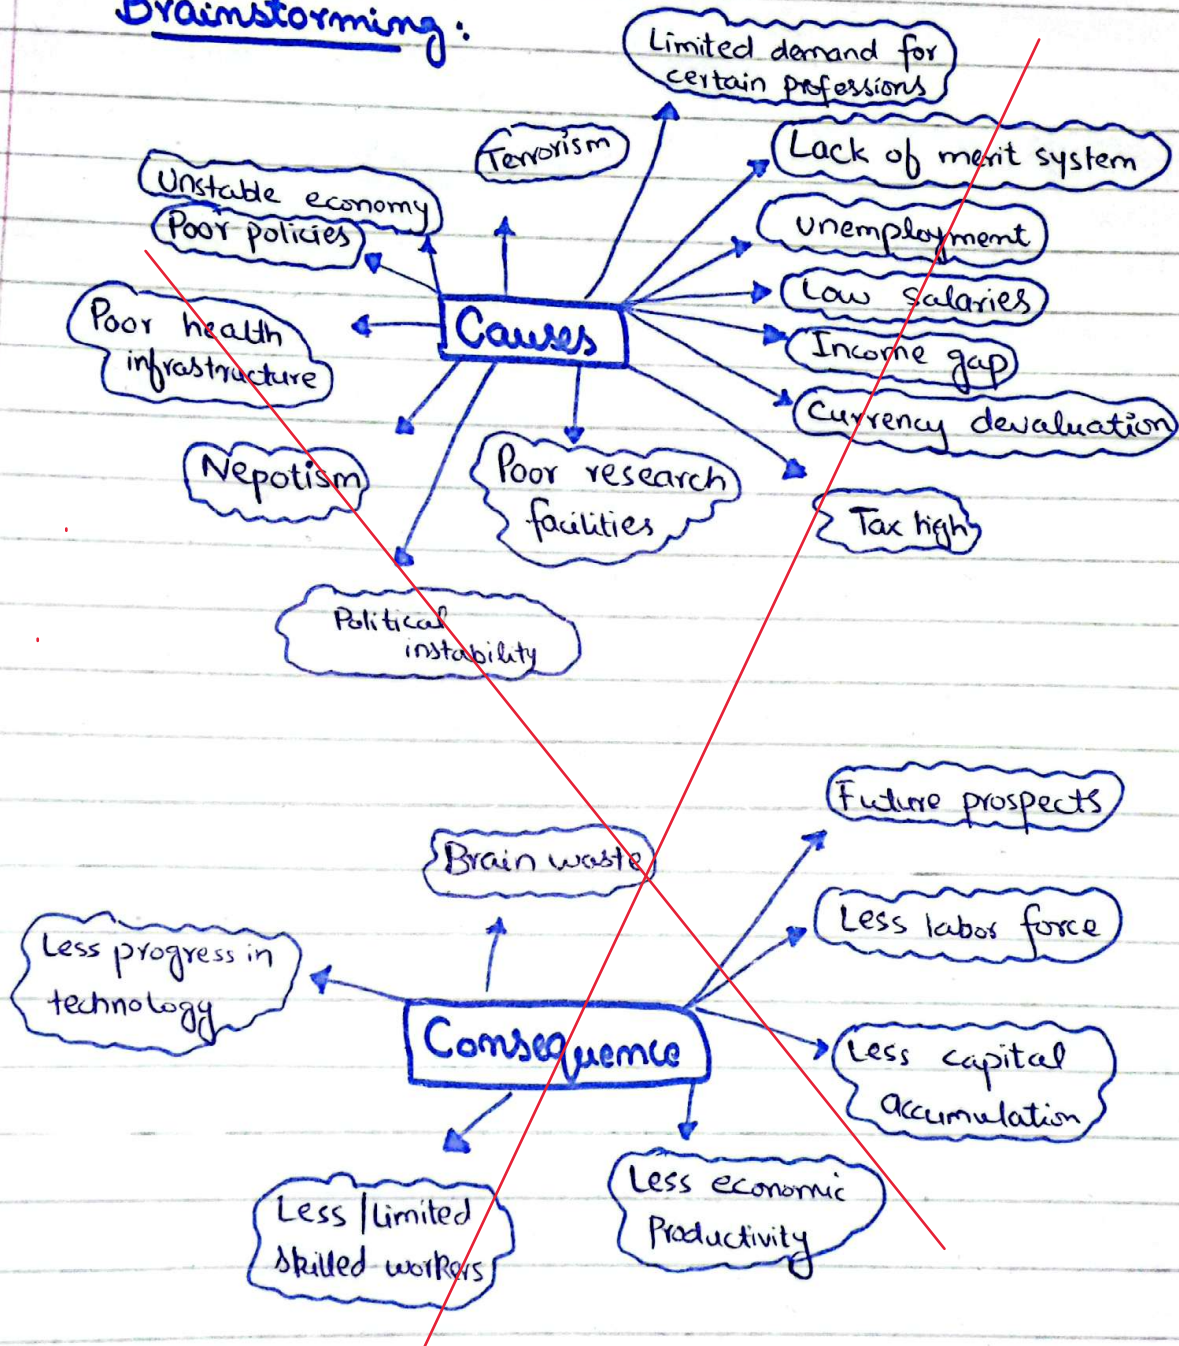 Brainstorming:
Limited demand for
certain professions
Terrorism
Lack of merit system
Unstable economy
Poor policies
Unemployment
Low salaries
Poor health
infrastructure
Causes
Income gap
Currency devaluation
Nepotism
Poor research
facilities
Tax high
Political
instability
Future prospects
Brain waste
Less labor force
Less progress in
technology
Consequence
Less capital
accumulation
Less economic
Productivity
Less/limited
skilled workers